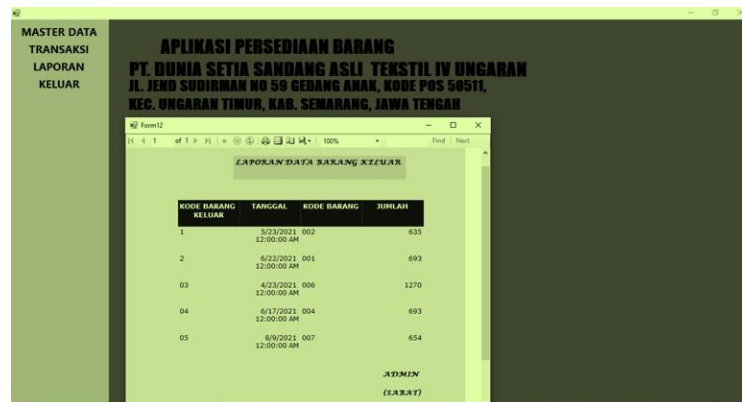 MASTER DATA
TRANSAKSI
LAPORAN
KELUAR
APLIKASI PERSEDIAAN BARANG
PT. DUNIA SETIA SANDANG ASLI TEKSTIL IV UNGARAN
JL. JEND SUDIRMAN NO 59 GEDANG ANAK, KODE POS 50511,
KEC. UNGARAN TIMUR, KAB. SEMARANG, JAWA TENGAH
Form12
1 of 1 100% Find | Next
LAPORAN DATA BARANG KELUAR
KODE BARANG KELUAR TANGGAL KODE BARANG JUMLAH
1 5/23/2021 12:00:00 AM 002 635
2 6/22/2021 12:00:00 AM 001 693
03 4/23/2021 12:00:00 AM 006 1270
04 6/17/2021 12:00:00 AM 004 693
05 8/9/2021 12:00:00 AM 007 654
ADMIN
(SABAT)